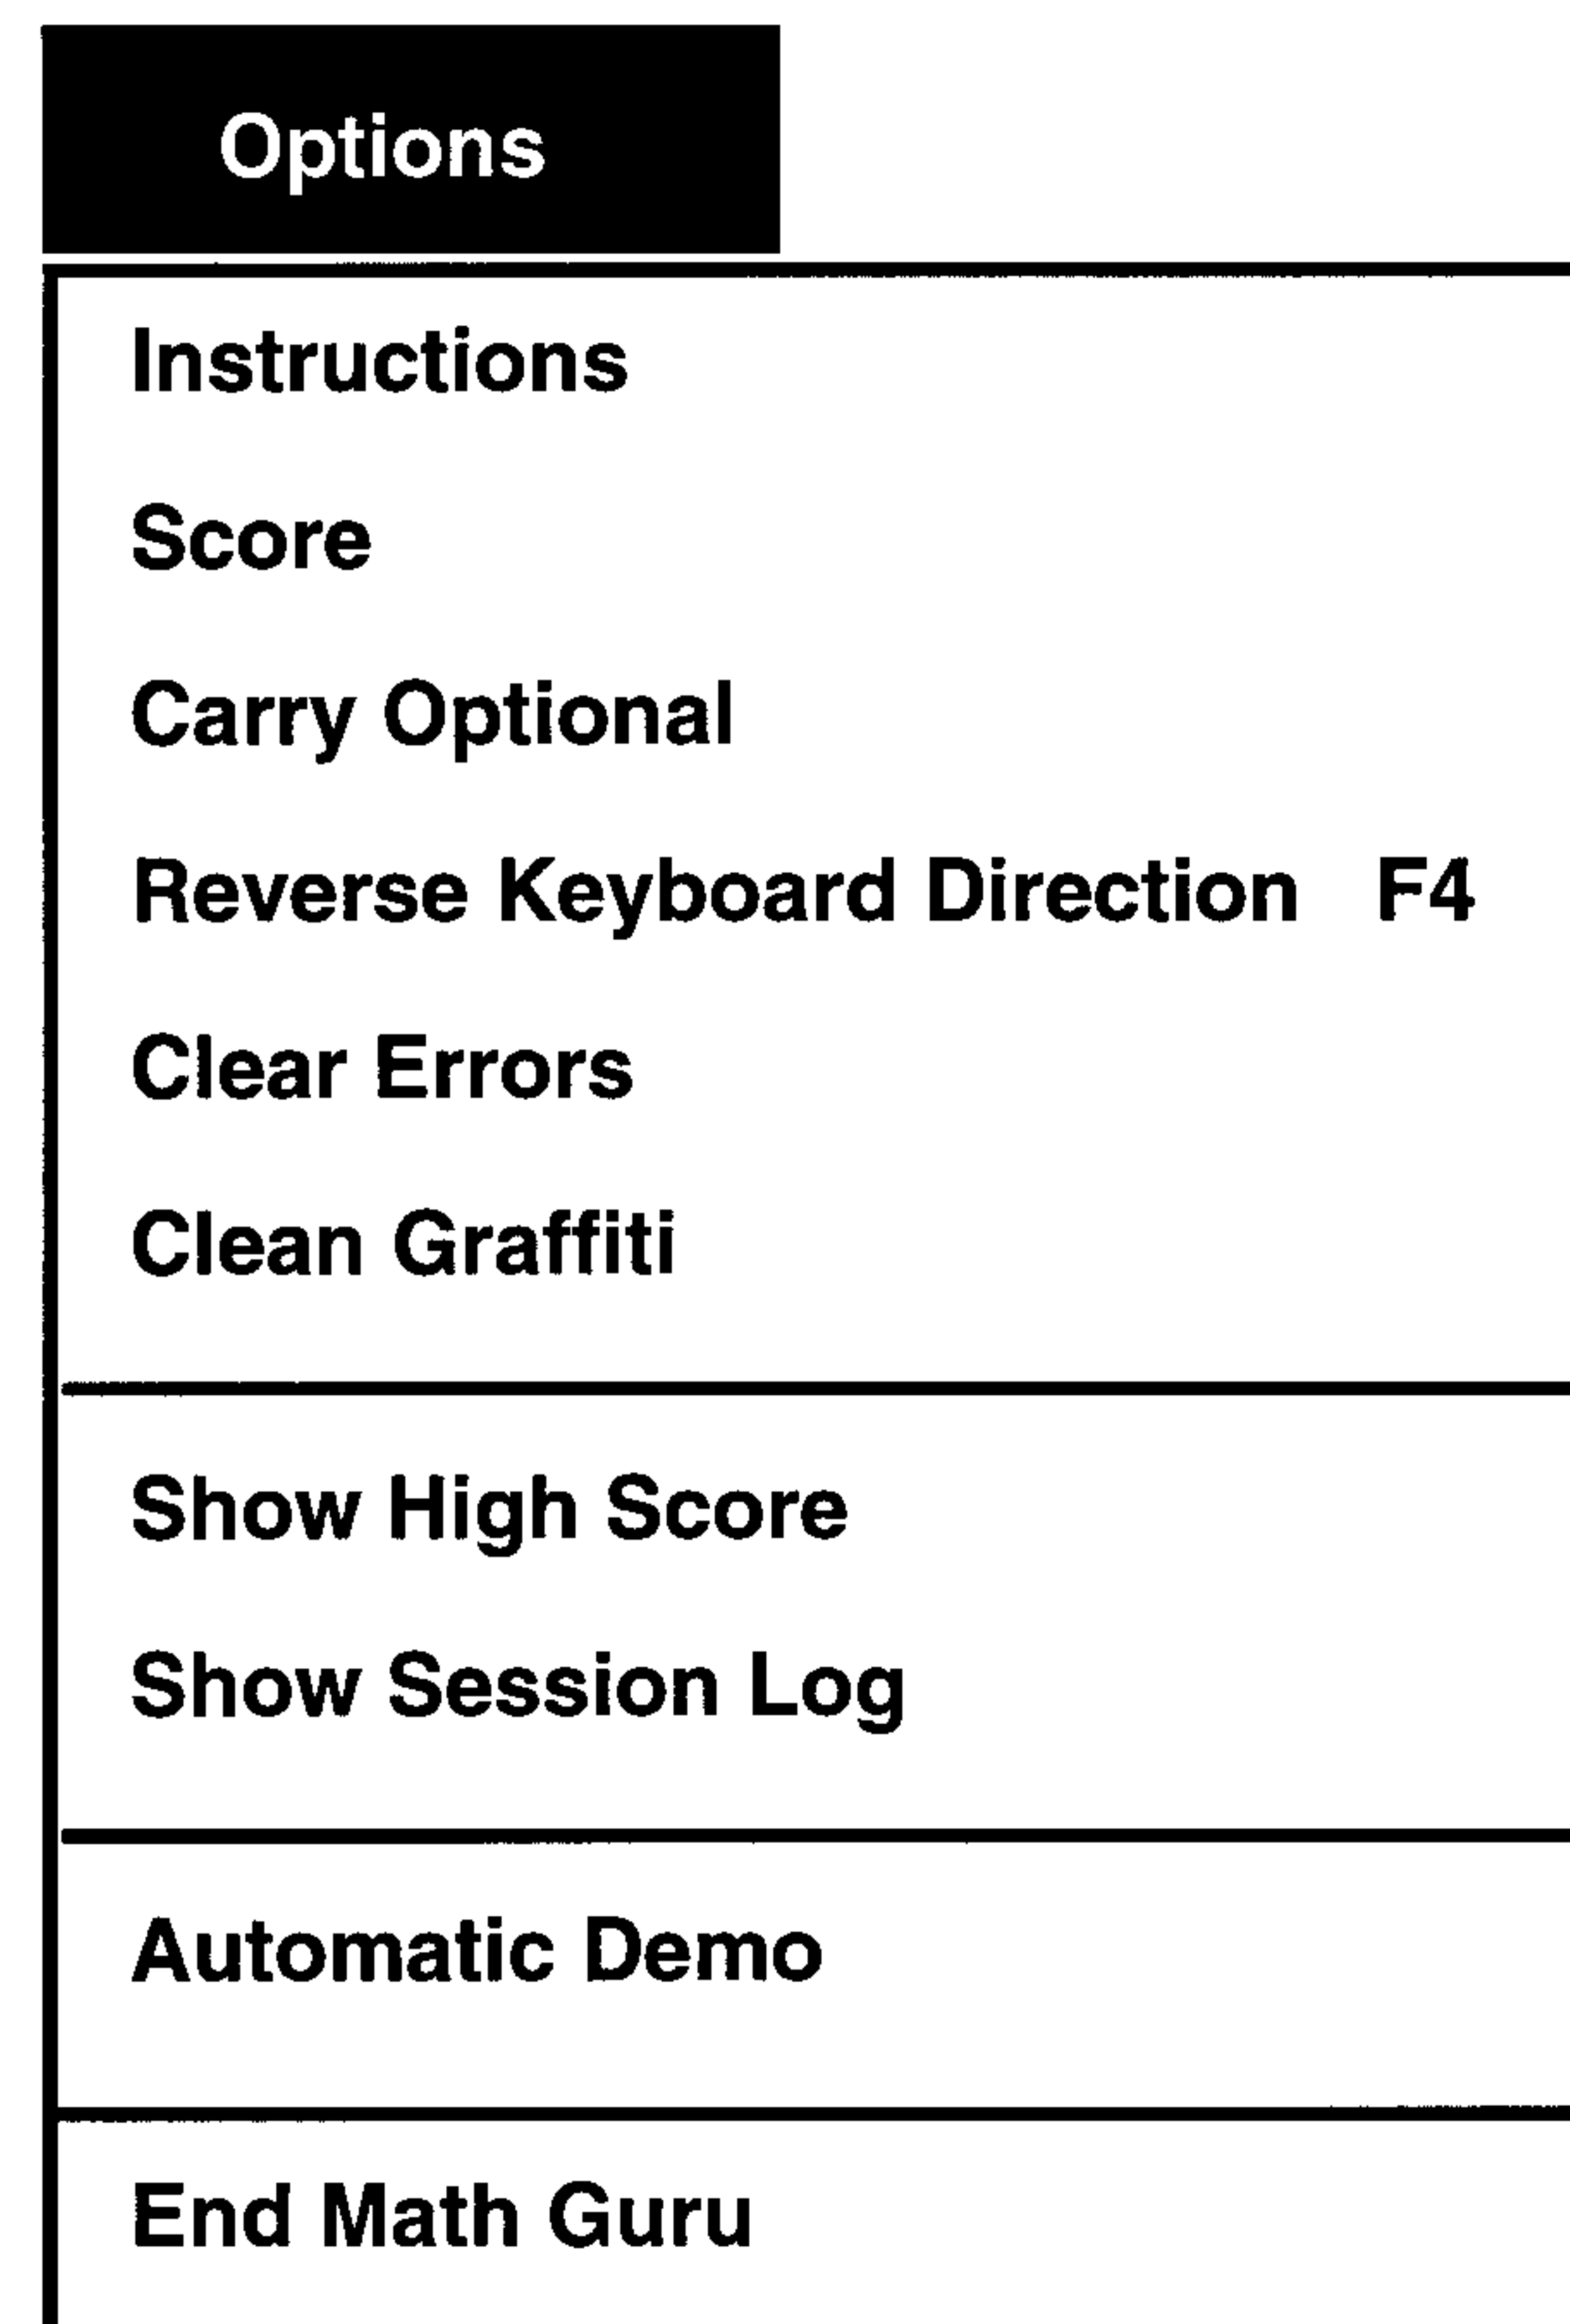 Options
Instructions
Score
Carry Optional
Reverse Keyboard Direction F4
Clear Errors
Clean Graffiti
Show High Score
Show Session Log
Automatic Demo
End Math Guru